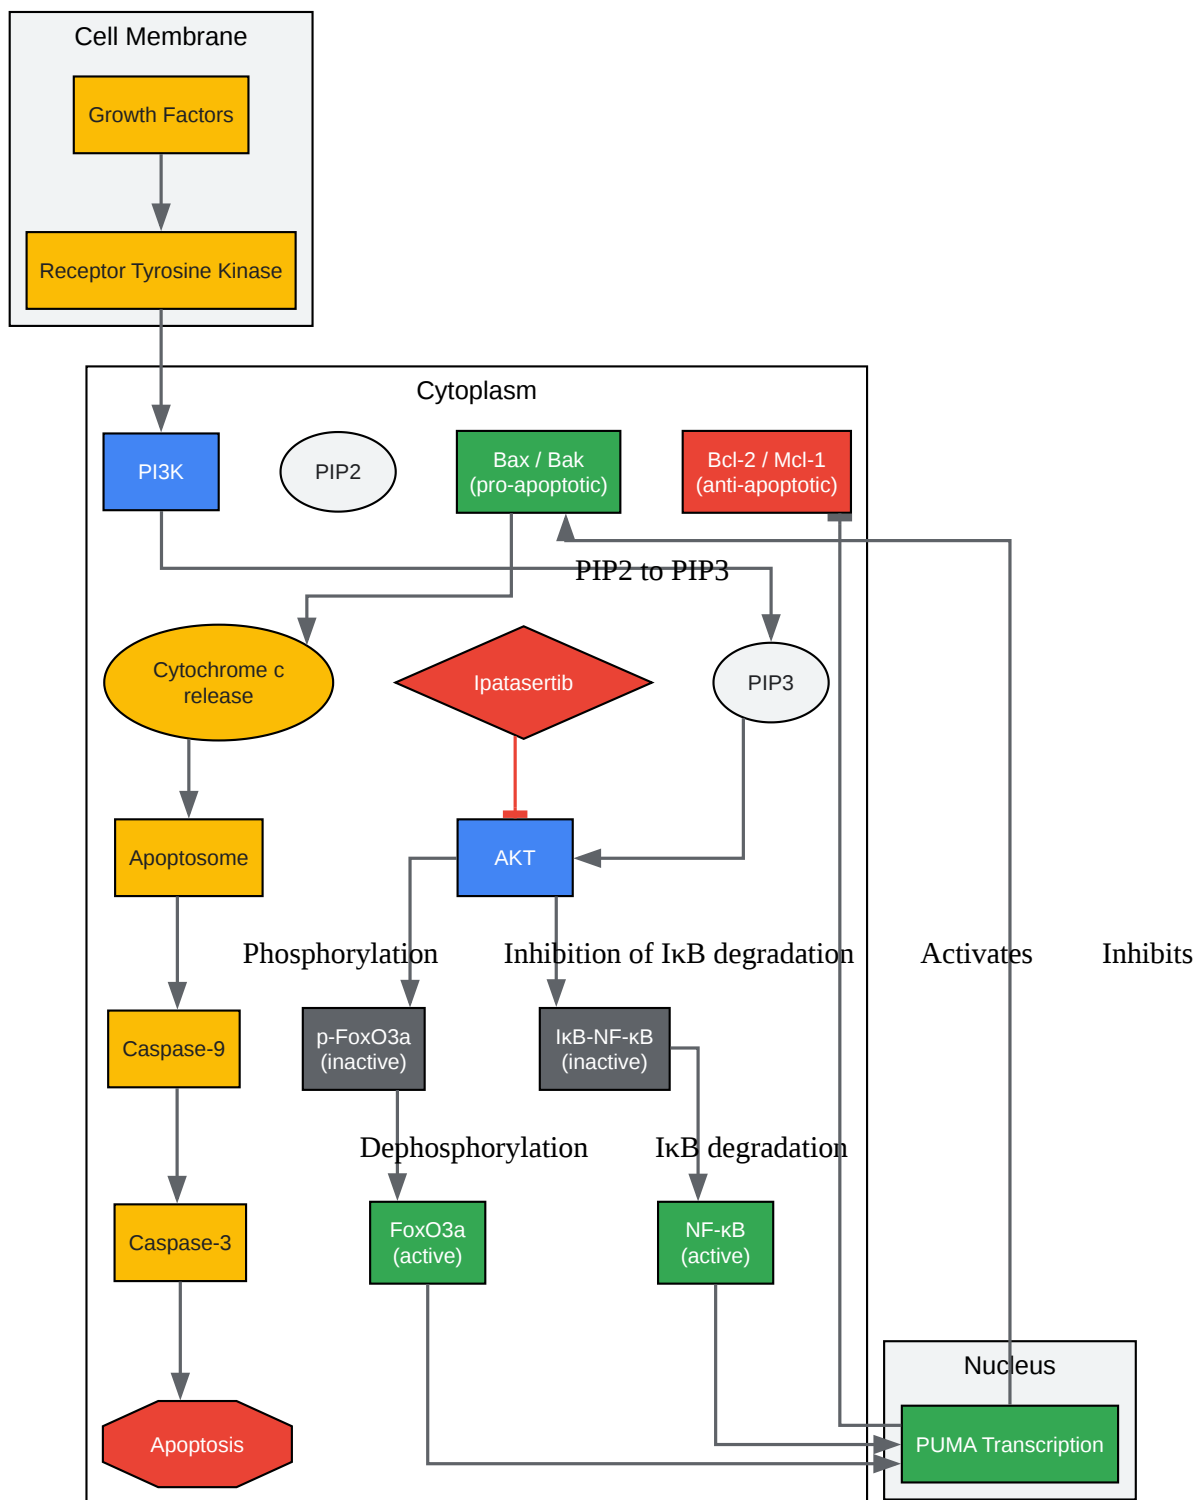 Cell Membrane
Growth Factors
Receptor Tyrosine Kinase
Cytoplasm
PI3K
PIP2
Bax / Bak
(pro-apoptotic)
Bcl-2 / Mcl-1
(anti-apoptotic)
PIP2 to PIP3
Cytochrome c
release
Ipatasertib
PIP3
Apoptosome
AKT
Phosphorylation
Inhibition of IκB degradation
Activates
Inhibits
Caspase-9
p-FoxO3a
(inactive)
IκB-NF-κB
(inactive)
Dephosphorylation
IκB degradation
Caspase-3
FoxO3a
(active)
NF-κB
(active)
Nucleus
Apoptosis
PUMA Transcription